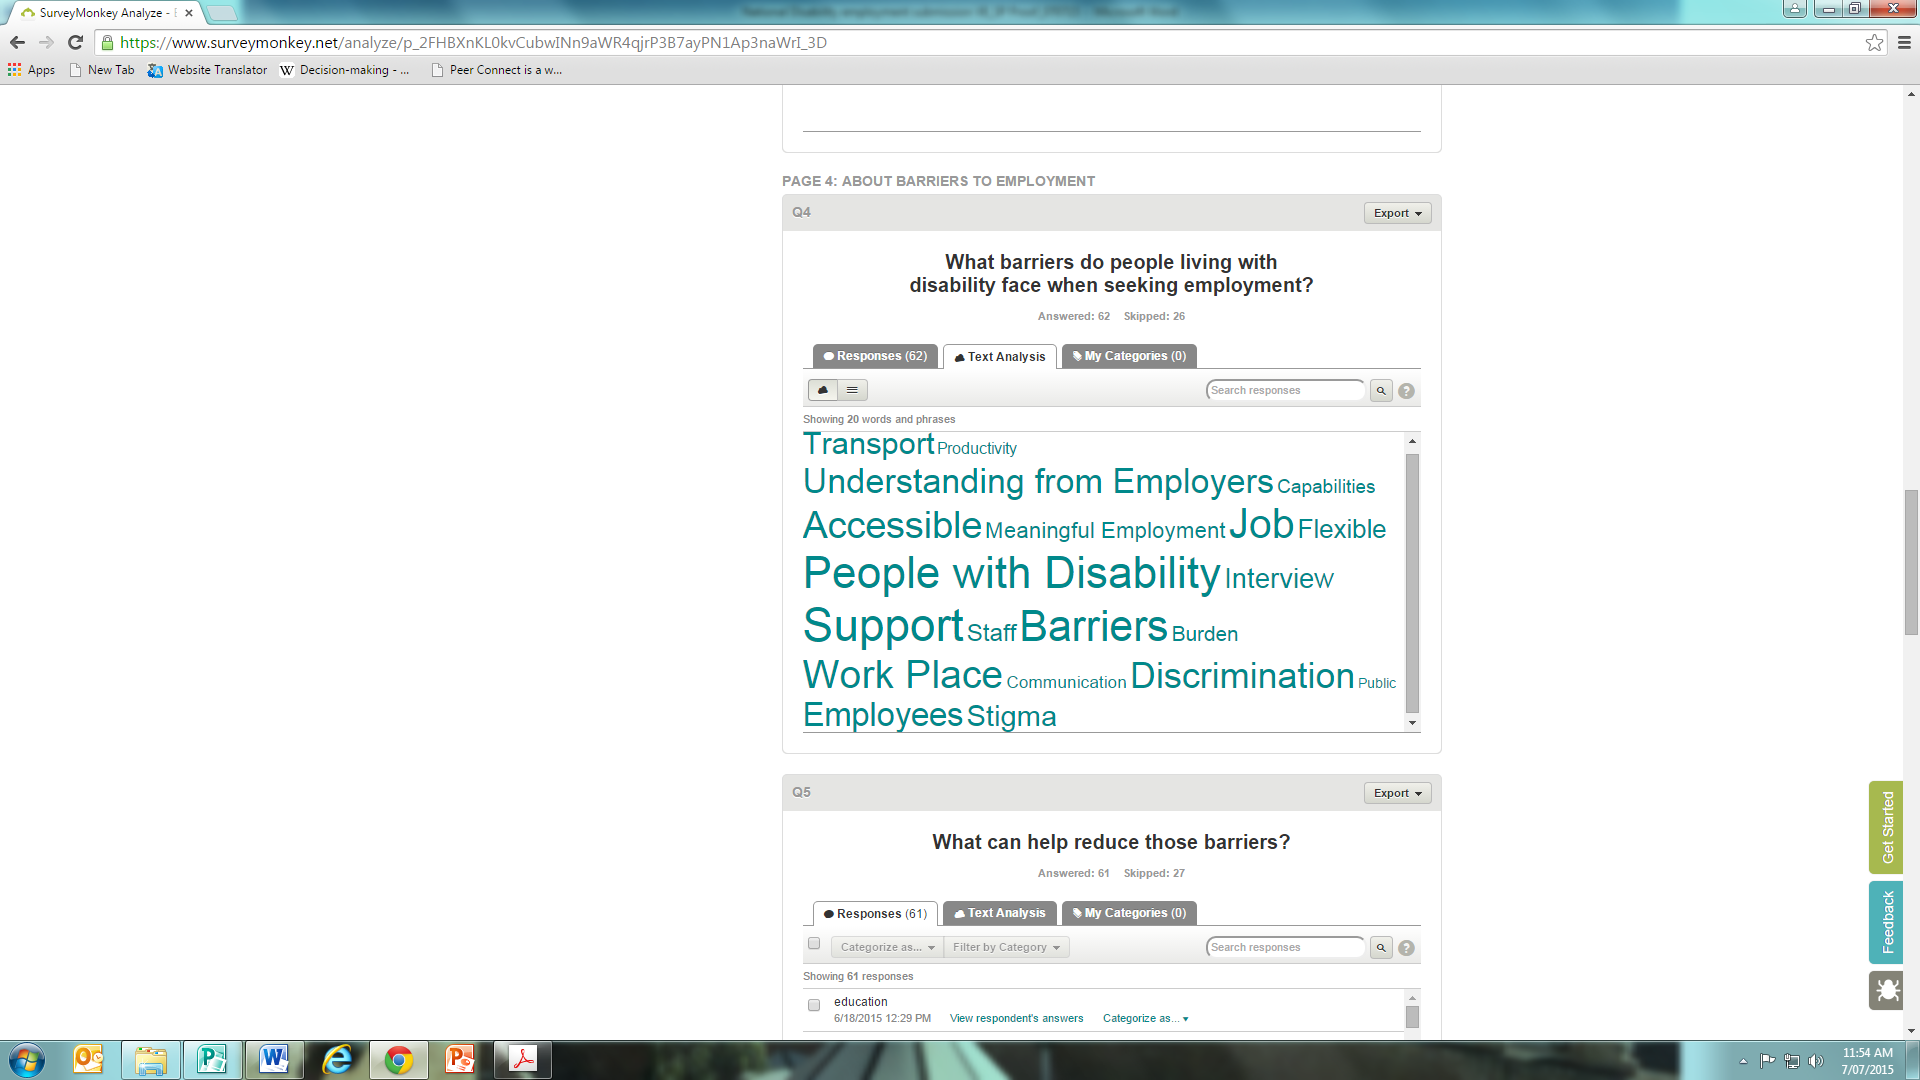 SurveyMonkey Analyze - E
https://www.surveymonkey.net/analyze/p_2FHBXnKL0kvCubwINn9aWR4qjrP3B7ayPN1Ap3naWrI_3D
Apps New Tab Website Translator Decision-making - ... Peer Connect is a w...
PAGE 4: ABOUT BARRIERS TO EMPLOYMENT
Q4 Export
What barriers do people living with
disability face when seeking employment?
Answered: 62 Skipped: 26
Responses (62) Text Analysis My Categories (0)
Search responses ?
Showing 20 words and phrases
Transport Productivity
Understanding from Employers Capabilities
Accessible Meaningful Employment Job Flexible
People with Disability Interview
Support Staff Barriers Burden
Work Place Communication Discrimination Public
Employees Stigma
Q5 Export
What can help reduce those barriers?
Answered: 61 Skipped: 27
Responses (61) Text Analysis My Categories (0)
Categorize as... Filter by Category Search responses ?
Showing 61 responses
education
6/18/2015 12:29 PM View respondent's answers Categorize as...
Get Started
Feedback
11:54 AM
7/07/2015